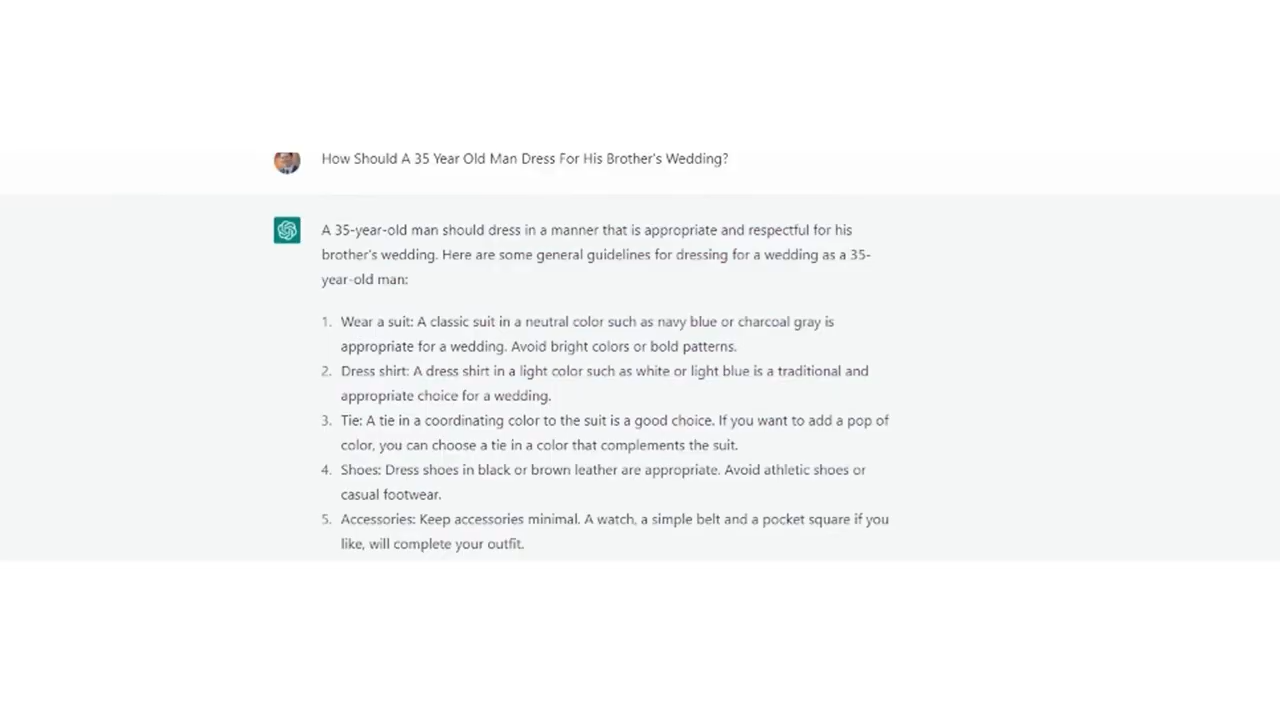 How Should A 35 Year Old Man Dress For His Brother's Wedding?
A 35-year-old man should dress in a manner that is appropriate and respectful for his
brother's wedding. Here are some general guidelines for dressing for a wedding as a 35-
year-old man:
1. Wear a suit: A classic suit in a neutral color such as navy blue or charcoal gray is
appropriate for a wedding. Avoid bright colors or bold patterns.
2. Dress shirt: A dress shirt in a light color such as white or light blue is a traditional and
appropriate choice for a wedding.
3. Tie: A tie in a coordinating color to the suit is a good choice. If you want to add a pop of
color, you can choose a tie in a color that complements the suit.
4. Shoes: Dress shoes in black or brown leather are appropriate. Avoid athletic shoes or
casual footwear.
5. Accessories: Keep accessories minimal. A watch, a simple belt and a pocket square if you
like, will complete your outfit.